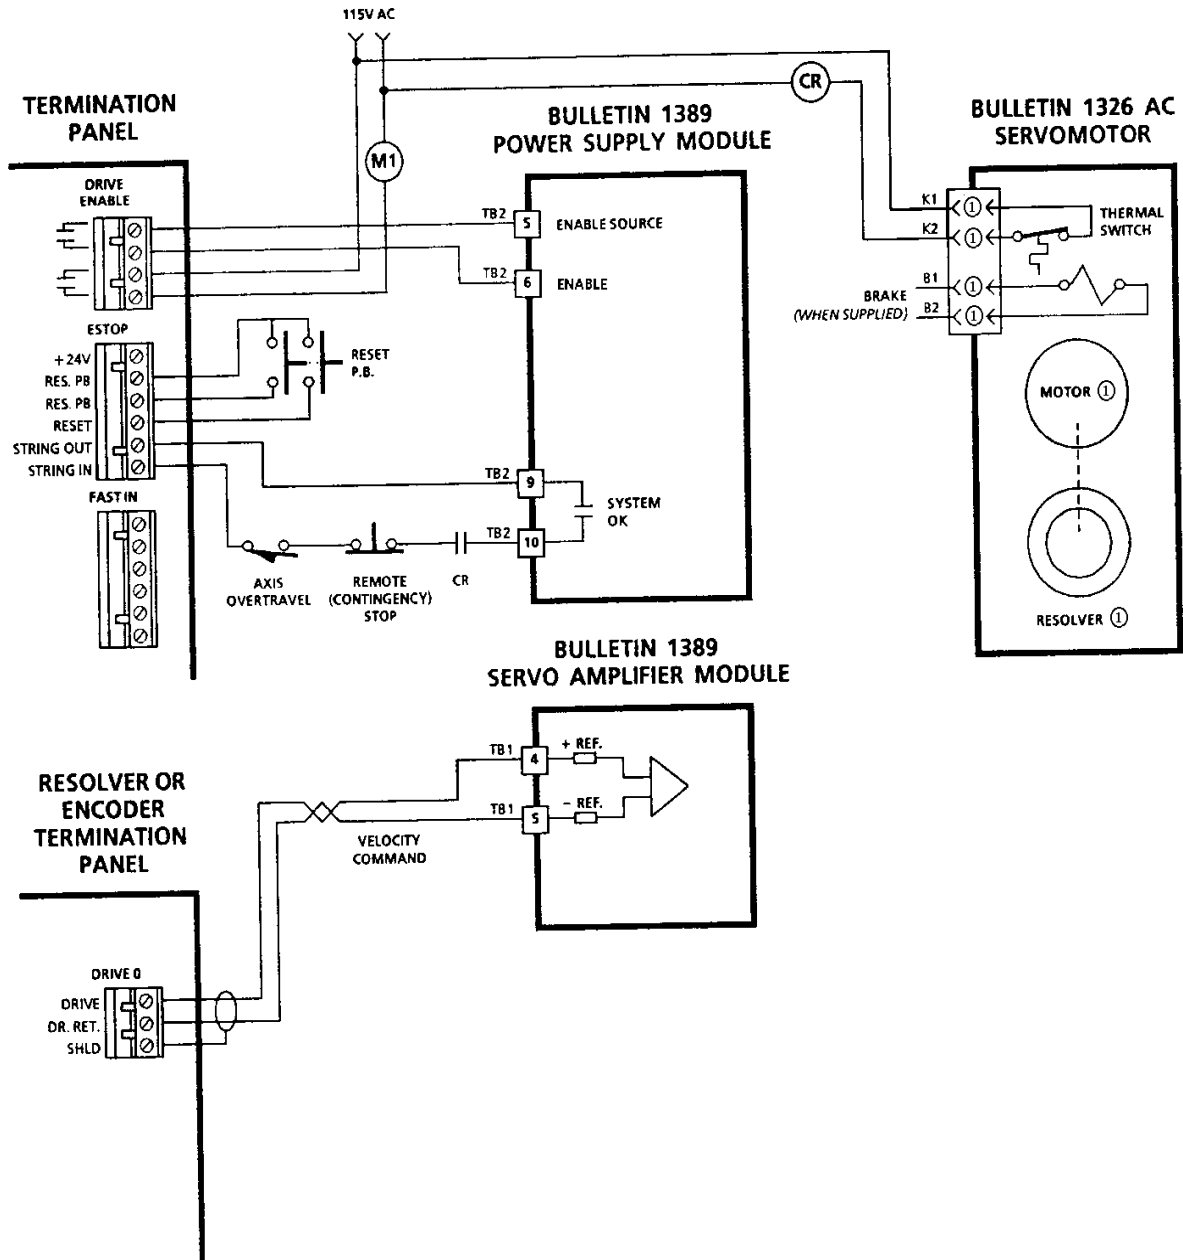 115V AC
CR
TERMINATION
PANEL
BULLETIN 1389
POWER SUPPLY MODULE
BULLETIN 1326 AC
SERVOMOTOR
M1
DRIVE
ENABLE
TB2
5
ENABLE SOURCE
TB2
6
ENABLE
K1
1
K2
1
THERMAL
SWITCH
B1
1
BRAKE
(WHEN SUPPLIED)
B2
1
ESTOP
+24V
RES. PB
RES. PB
RESET
STRING OUT
STRING IN
RESET
P.B.
MOTOR 1
TB2
9
SYSTEM
OK
TB2
10
FAST IN
AXIS
OVERTRAVEL
REMOTE
(CONTINGENCY)
STOP
CR
RESOLVER 1
BULLETIN 1389
SERVO AMPLIFIER MODULE
TB1
4
+ REF.
TB1
5
– REF.
VELOCITY
COMMAND
RESOLVER OR
ENCODER
TERMINATION
PANEL
DRIVE 0
DRIVE
DR. RET.
SHLD